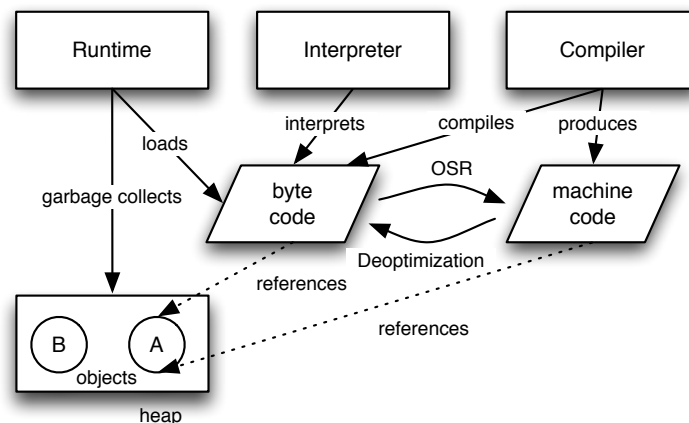 Runtime
Interpreter
Compiler
interprets
compiles
produces
loads
OSR
garbage collects
byte
code
machine
code
Deoptimization
references
references
B
A
objects
heap